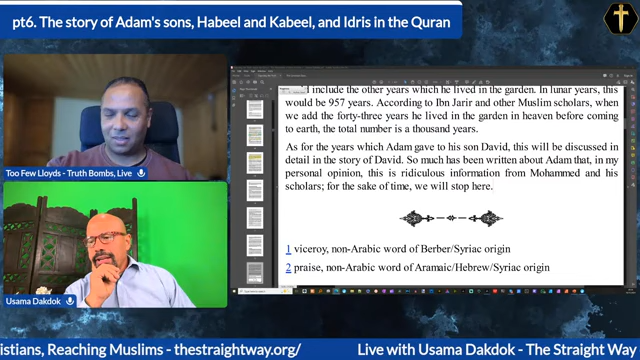 pt6. The story of Adam's sons, Habeel and Kabeel, and Idris in the Quran
Too Few Lloyds - Truth Bombs, Live
Usama Dakdok
include the other years which he lived in the garden. In lunar years, this
would be 957 years. According to Ibn Jarir and other Muslim scholars, when
we add the forty-three years he lived in the garden in heaven before coming
to earth, the total number is a thousand years.
As for the years which Adam gave to his son David, this will be discussed in
detail in the story of David. So much has been written about Adam that, in my
personal opinion, this is ridiculous information from Mohammed and his
scholars; for the sake of time, we will stop here.
1 viceroy, non-Arabic word of Berber/Syriac origin
2 praise, non-Arabic word of Aramaic/Hebrew/Syriac origin
istians, Reaching Muslims - thestraightway.org/ Live with Usama Dakdok - The Straight Way